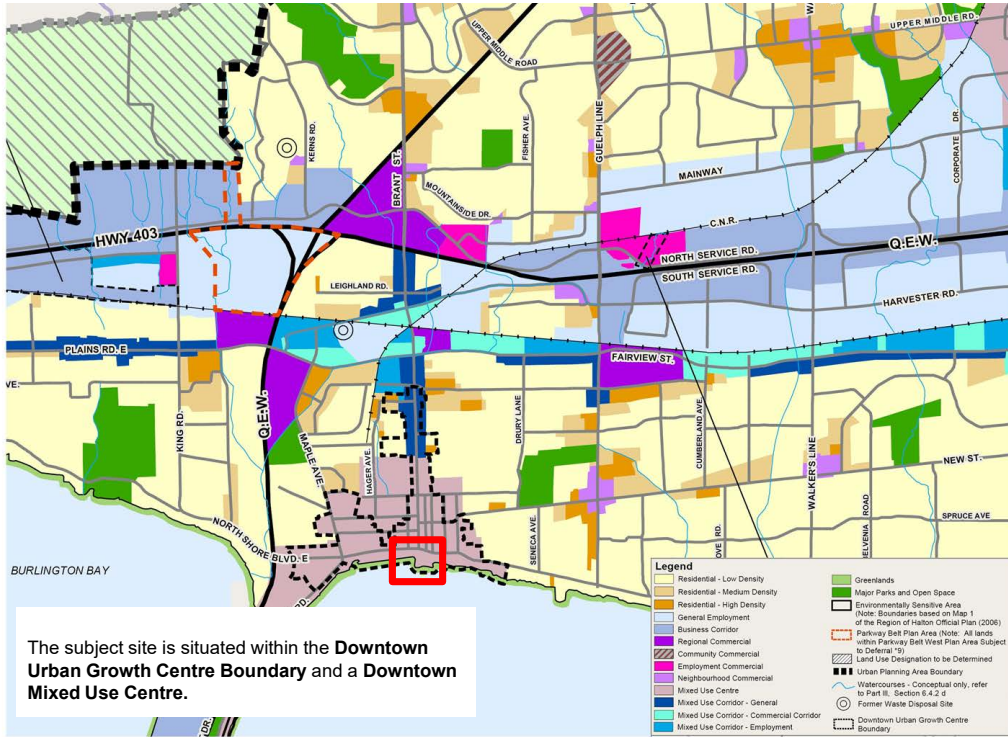 UPPER MIDDLE RD.
UPPER MIDDLE ROAD
GUELPH LINE
FISHER AVE.
KERNS RD.
BRANT ST.
CORPORATE DR.
MAINWAY
MOUNTAINSIDE DR.
C.N.R.
HWY 403
NORTH SERVICE RD.
Q.E.W.
SOUTH SERVICE RD.
LEIGHLAND RD.
HARVESTER RD.
PLAINS RD. E
FAIRVIEW ST.
AVE.
KING RD.
Q.E.W.
MAPLE AVE.
HAGER AVE.
DRURY LANE
CUMBERLAND AVE.
WALKER'S LINE
NEW ST.
NORTH SHORE BLVD. E
SENECA AVE.
SPRUCE AVE
ROAD
RD.
BURLINGTON BAY
DR.
The subject site is situated within the Downtown
Urban Growth Centre Boundary and a Downtown
Mixed Use Centre.
Legend
Residential - Low Density
Residential - Medium Density
Residential - High Density
General Employment
Business Corridor
Regional Commercial
Community Commercial
Employment Commercial
Neighbourhood Commercial
Mixed Use Centre
Mixed Use Corridor - General
Mixed Use Corridor - Commercial Corridor
Mixed Use Corridor - Employment
Greenlands
Major Parks and Open Space
Environmentally Sensitive Area
(Note: Boundaries based on Map 1
of the Region of Halton Official Plan (2006)
Parkway Belt Plan Area (Note: All lands
within Parkway Belt West Plan Area Subject
to Deferral *9)
Land Use Designation to be Determined
Urban Planning Area Boundary
Watercourses - Conceptual only, refer
to Part III, Section 6.4.2 d
Former Waste Disposal Site
Downtown Urban Growth Centre
Boundary